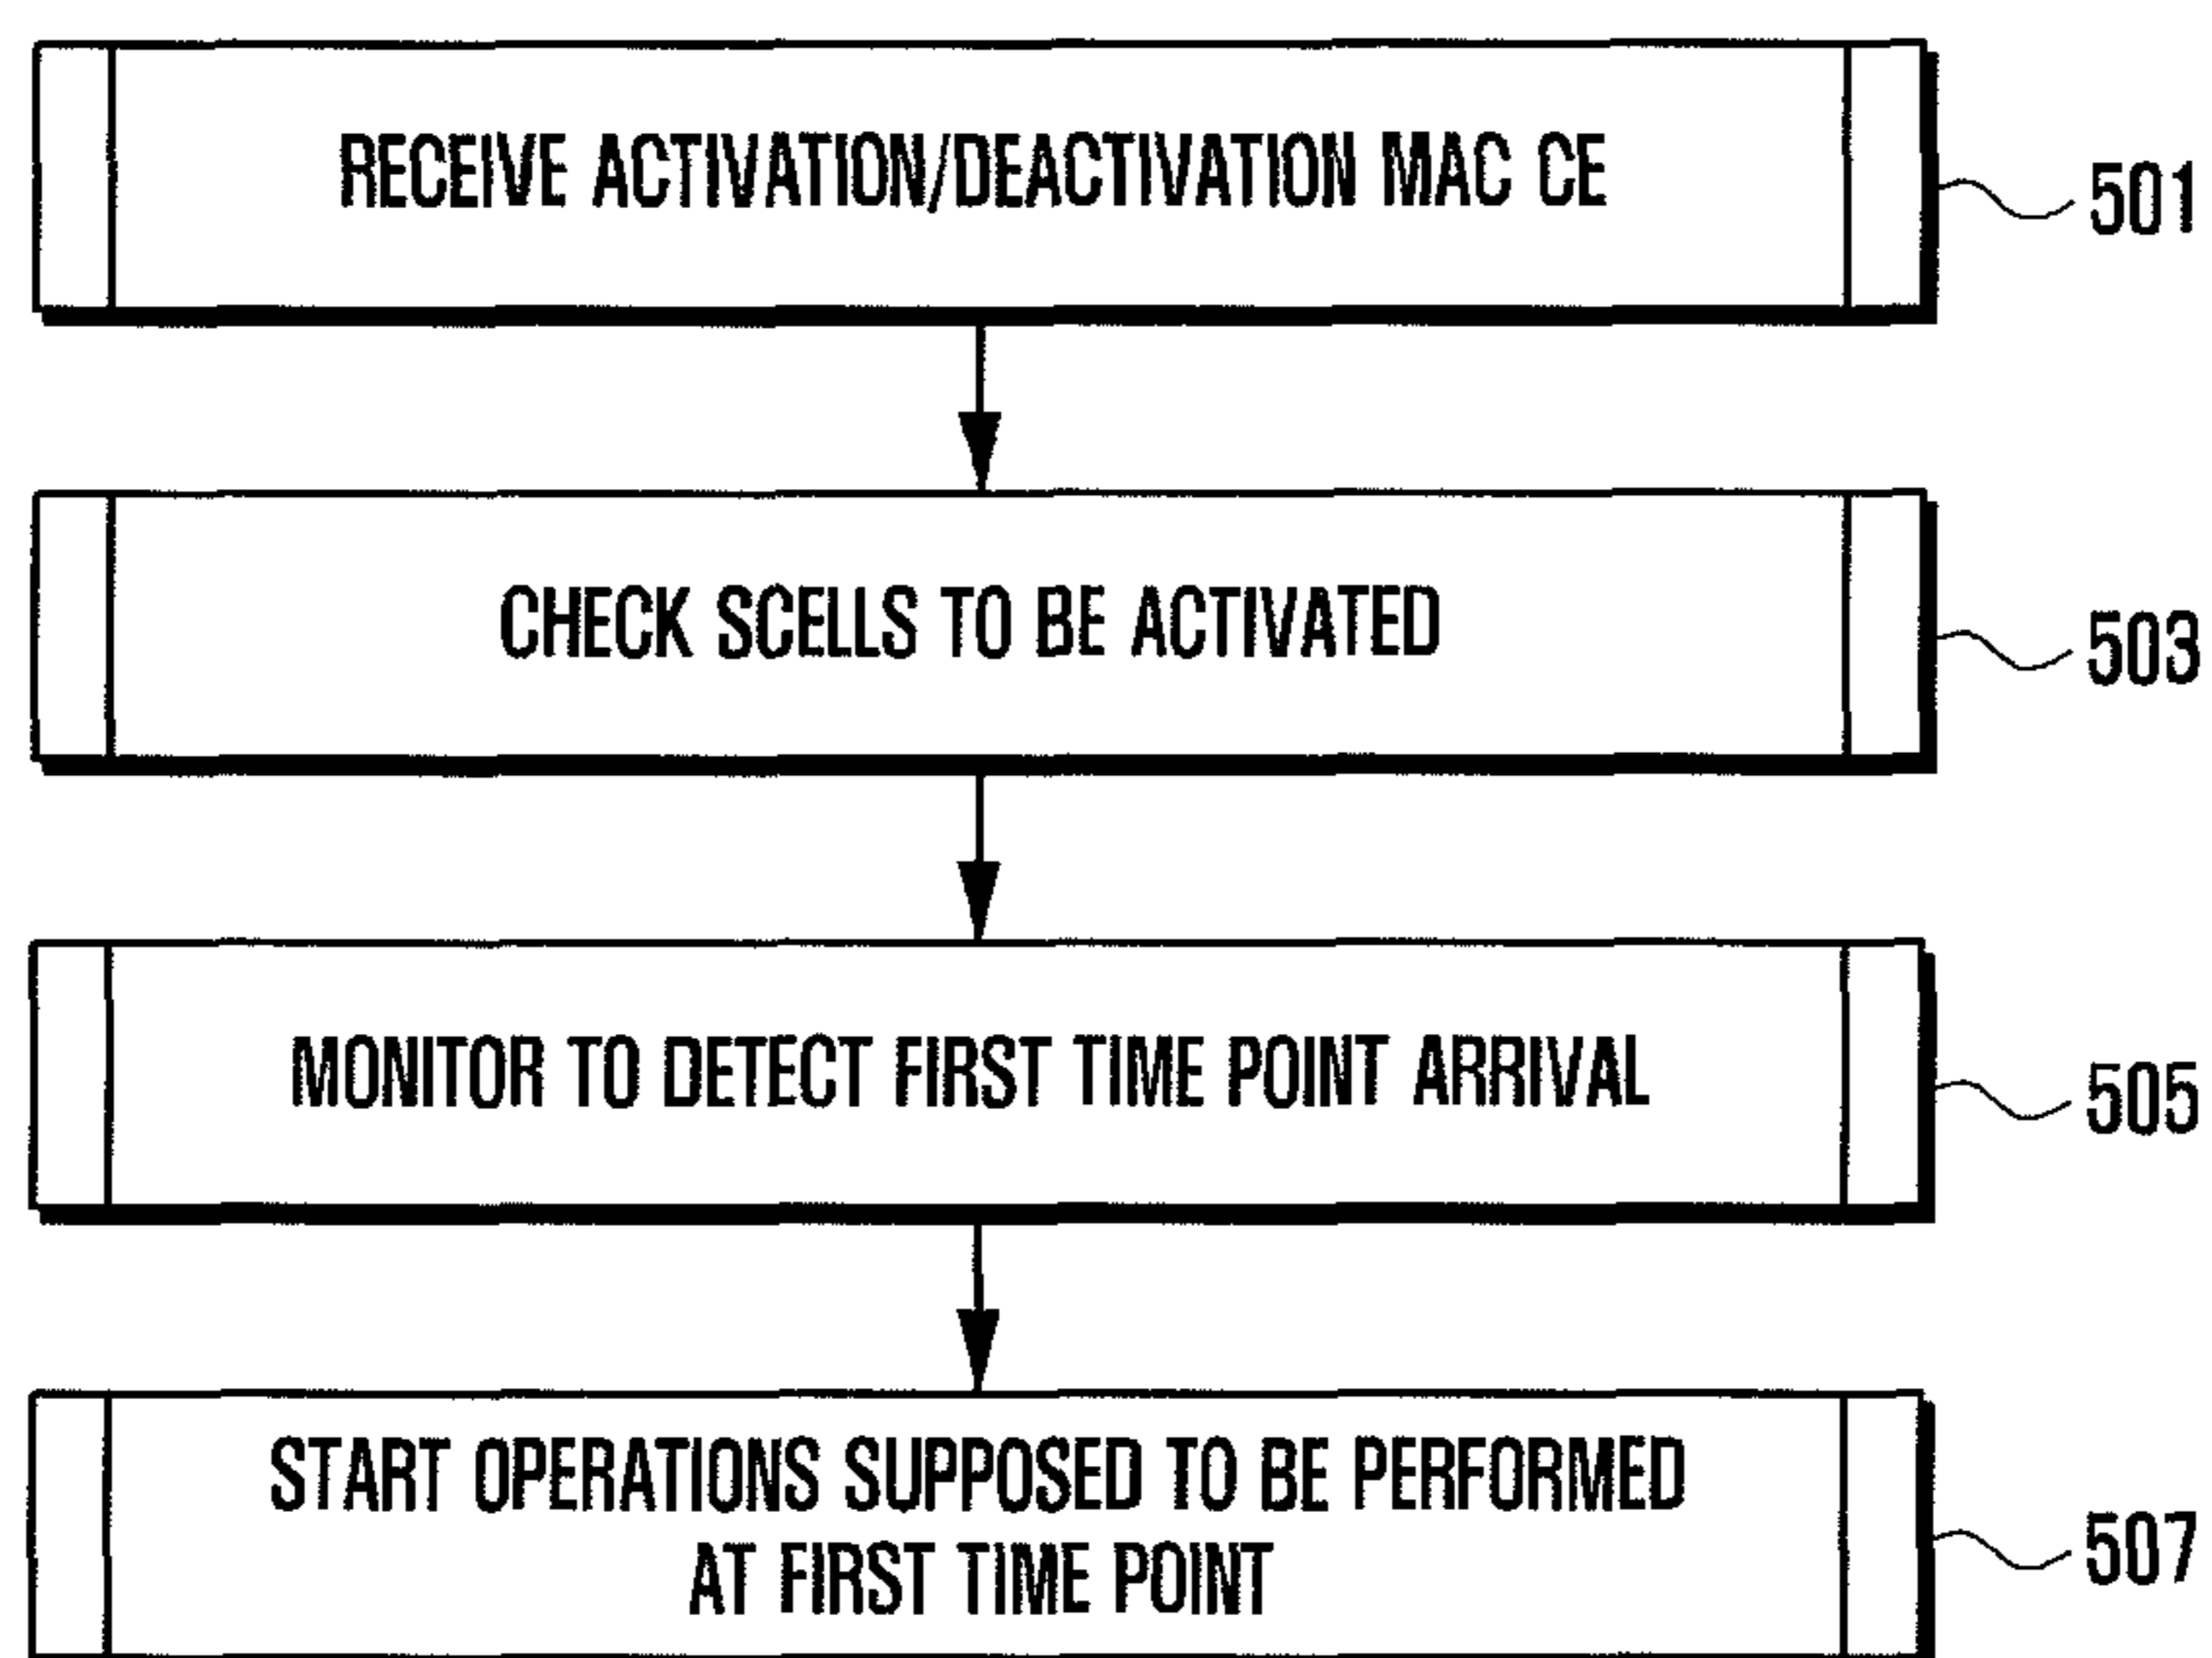 RECEIVE ACTIVATION/DEACTIVATION MAC CE
501
CHECK SCELLS TO BE ACTIVATED
503
MONITOR TO DETECT FIRST TIME POINT ARRIVAL
505
START OPERATIONS SUPPOSED TO BE PERFORMED
AT FIRST TIME POINT
507